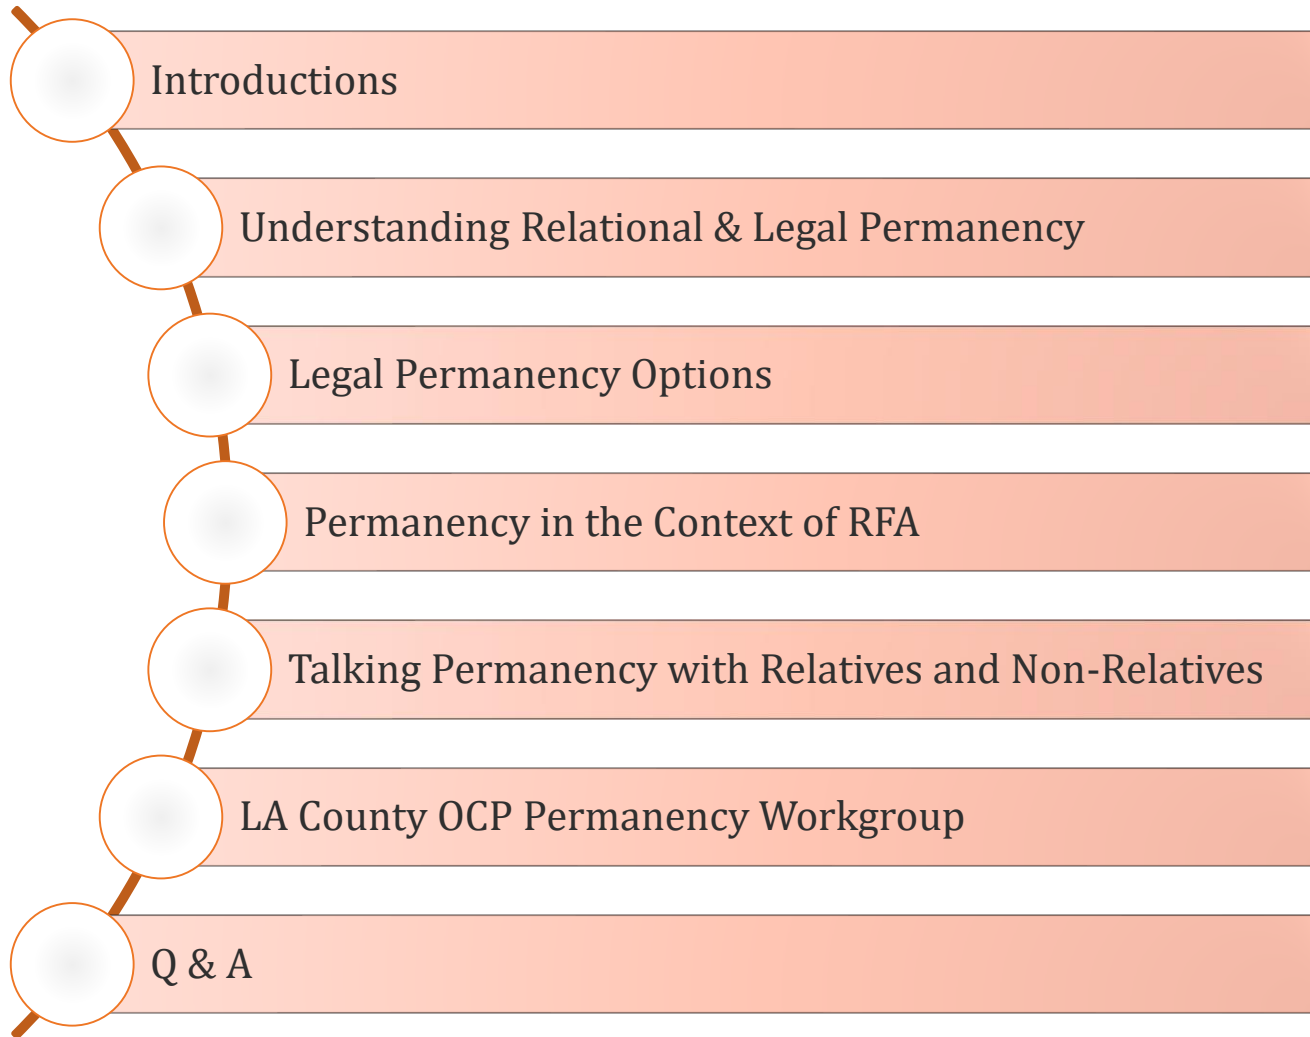 Introductions
Understanding Relational & Legal Permanency
Legal Permanency Options
Permanency in the Context of RFA
Talking Permanency with Relatives and Non-Relatives
LA County OCP Permanency Workgroup
Q & A